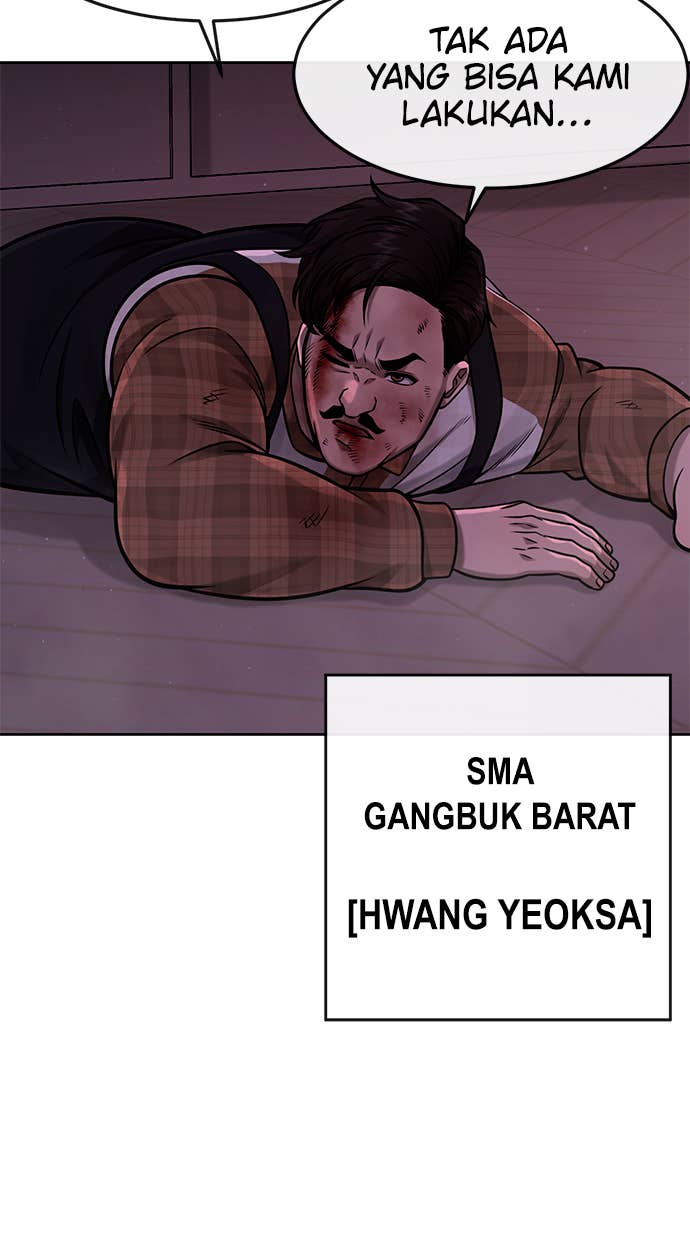 TAK ADA
YANG BISA KAMI
LAKUKAN...
SMA
GANGBUK BARAT
[HWANG YEOKSA]